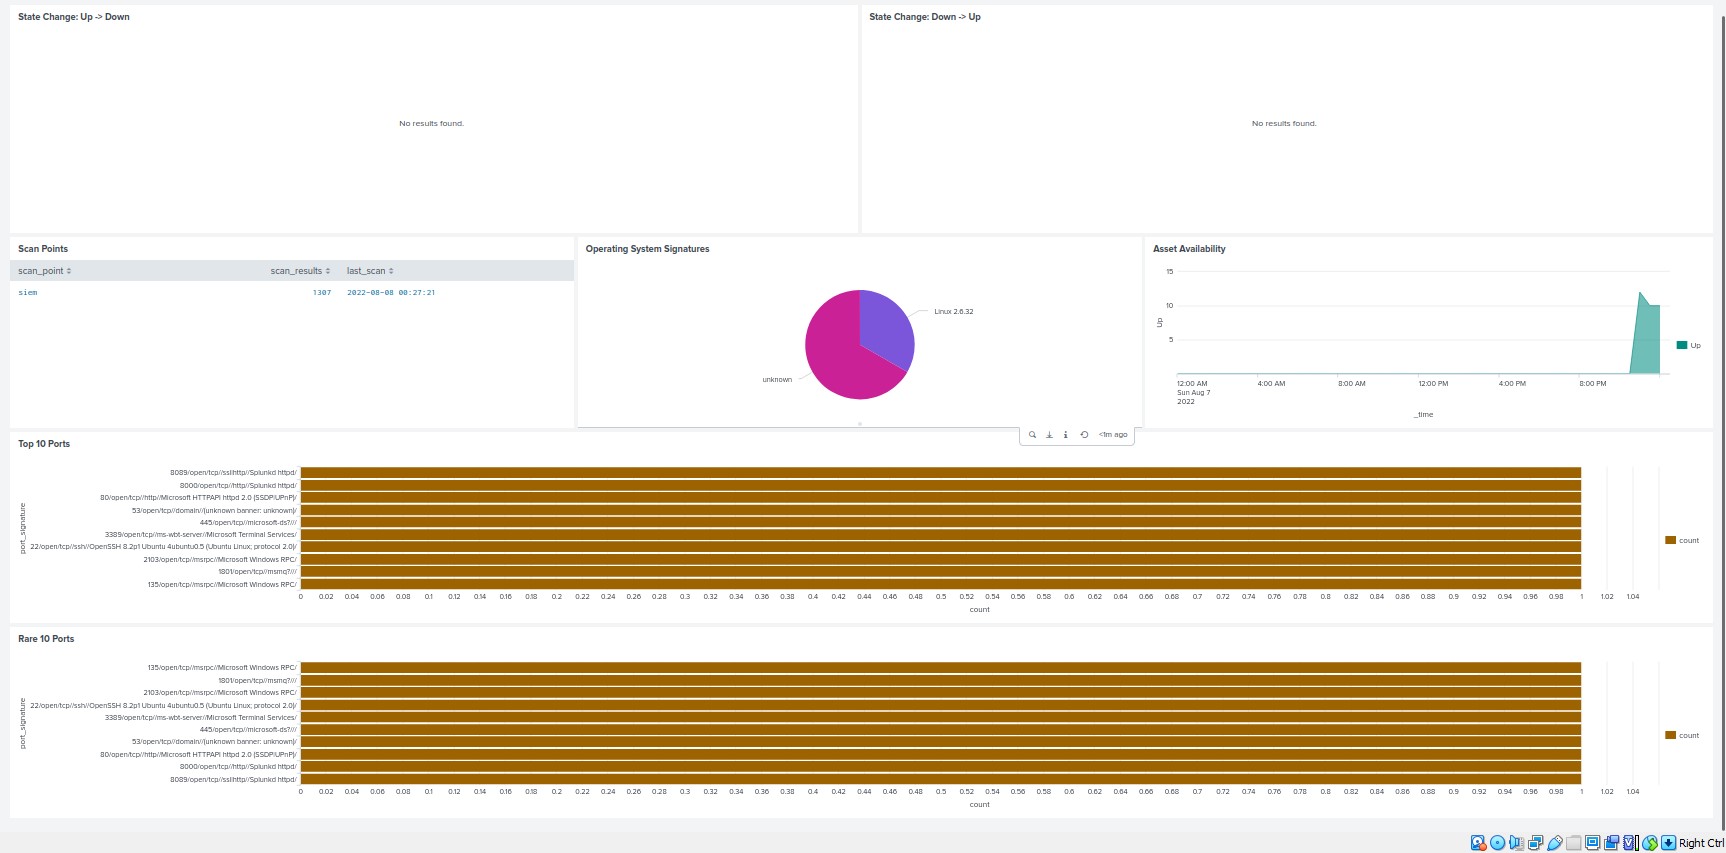 State Change: Up -> Down
State Change: Down -> Up
No results found.
No results found.
Scan Points
scan_point
scan_results
last_scan
siem
1307
2022-08-08 00:27:21
Operating System Signatures
Linux 2.6.32
unknown
Asset Availability
Up
15
10
5
12:00 AM
Sun Aug 7
2022
4:00 AM
8:00 AM
12:00 PM
4:00 PM
8:00 PM
_time
Up
<1m ago
Top 10 Ports
port_signature
8089/open/tcp//ssl|http//Splunkd httpd/
8000/open/tcp//http//Splunkd httpd/
80/open/tcp//http//Microsoft HTTPAPI httpd 2.0 (SSDP|UPnP)/
53/open/tcp//domain//(unknown banner: unknown)/
445/open/tcp//microsoft-ds?///
3389/open/tcp//ms-wbt-server//Microsoft Terminal Services/
22/open/tcp//ssh//OpenSSH 8.2p1 Ubuntu 4ubuntu0.5 (Ubuntu Linux; protocol 2.0)/
2103/open/tcp//msrpc//Microsoft Windows RPC/
1801/open/tcp//msmq?///
135/open/tcp//msrpc//Microsoft Windows RPC/
0 0.02 0.04 0.06 0.08 0.1 0.12 0.14 0.16 0.18 0.2 0.22 0.24 0.26 0.28 0.3 0.32 0.34 0.36 0.38 0.4 0.42 0.44 0.46 0.48 0.5 0.52 0.54 0.56 0.58 0.6 0.62 0.64 0.66 0.68 0.7 0.72 0.74 0.76 0.78 0.8 0.82 0.84 0.86 0.88 0.9 0.92 0.94 0.96 0.98 1 1.02 1.04
count
count
Rare 10 Ports
port_signature
135/open/tcp//msrpc//Microsoft Windows RPC/
1801/open/tcp//msmq?///
2103/open/tcp//msrpc//Microsoft Windows RPC/
22/open/tcp//ssh//OpenSSH 8.2p1 Ubuntu 4ubuntu0.5 (Ubuntu Linux; protocol 2.0)/
3389/open/tcp//ms-wbt-server//Microsoft Terminal Services/
445/open/tcp//microsoft-ds?///
53/open/tcp//domain//(unknown banner: unknown)/
80/open/tcp//http//Microsoft HTTPAPI httpd 2.0 (SSDP|UPnP)/
8000/open/tcp//http//Splunkd httpd/
8089/open/tcp//ssl|http//Splunkd httpd/
0 0.02 0.04 0.06 0.08 0.1 0.12 0.14 0.16 0.18 0.2 0.22 0.24 0.26 0.28 0.3 0.32 0.34 0.36 0.38 0.4 0.42 0.44 0.46 0.48 0.5 0.52 0.54 0.56 0.58 0.6 0.62 0.64 0.66 0.68 0.7 0.72 0.74 0.76 0.78 0.8 0.82 0.84 0.86 0.88 0.9 0.92 0.94 0.96 0.98 1 1.02 1.04
count
count
Right Ctrl